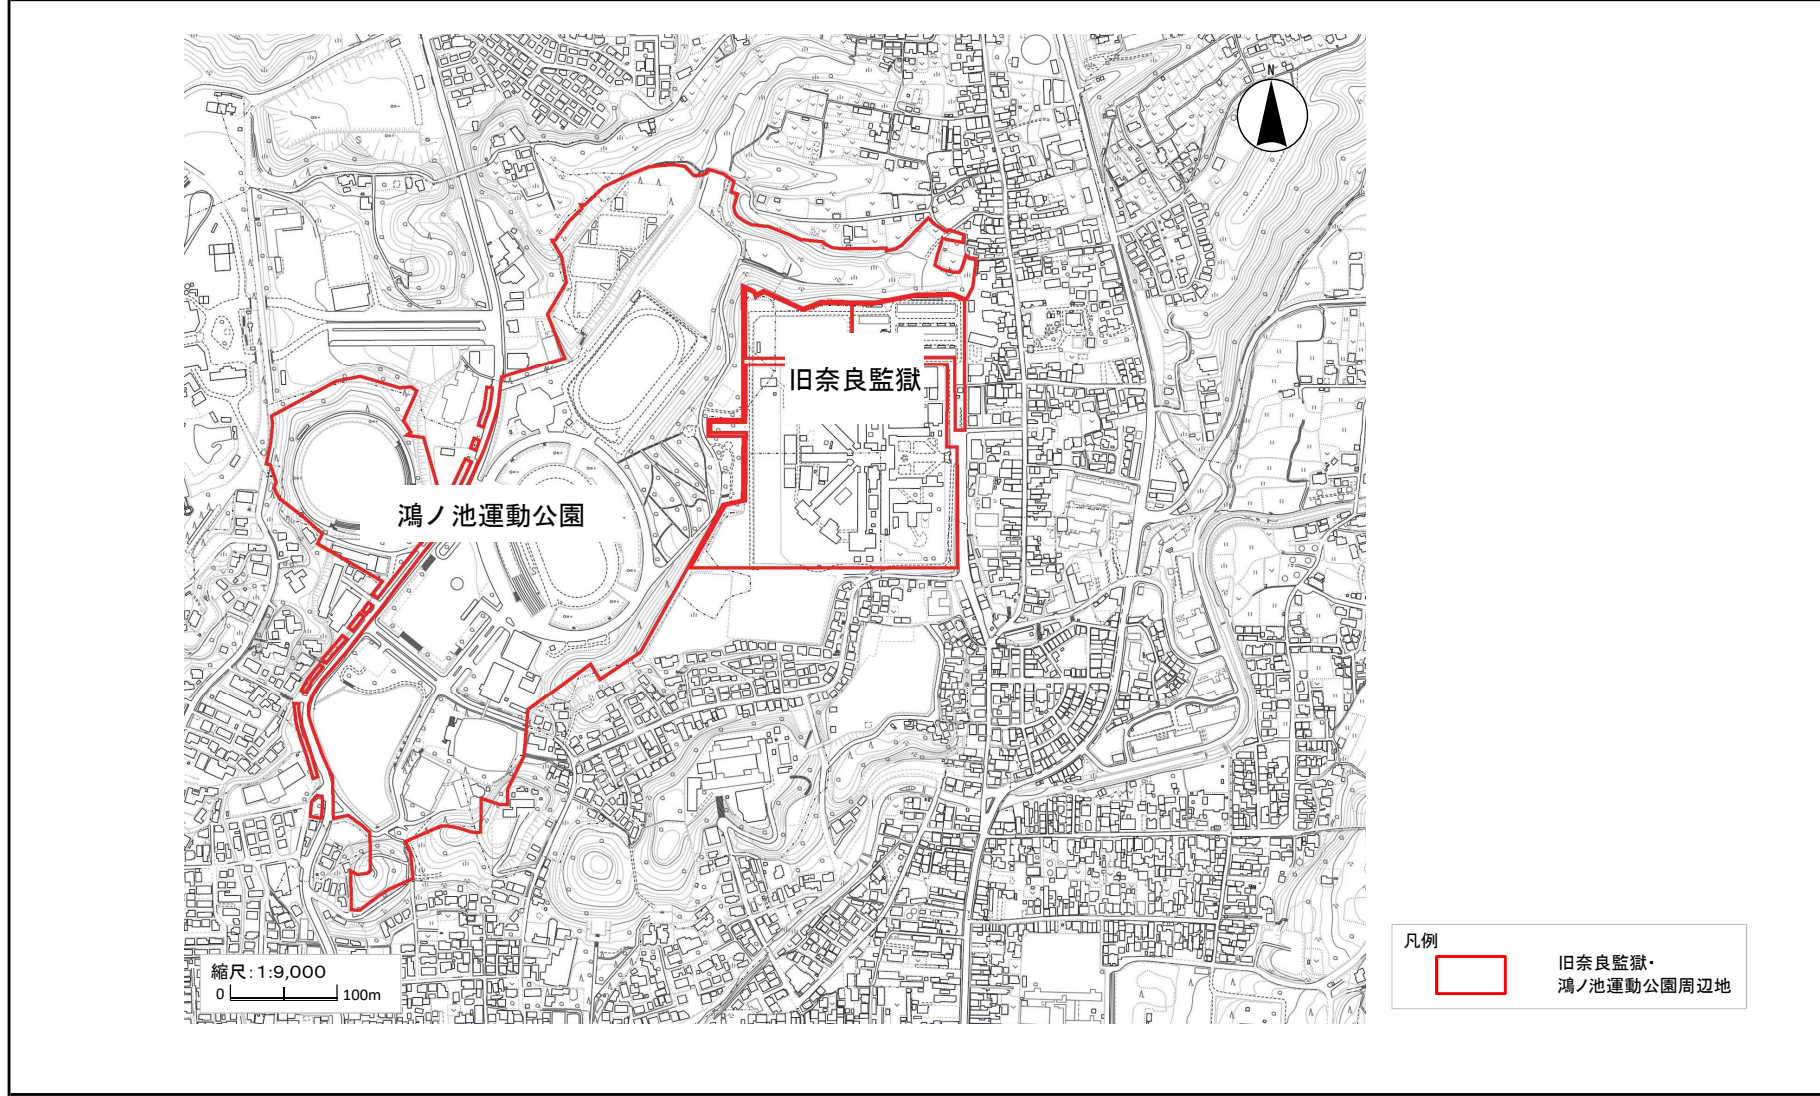 N
旧奈良監獄
鴻ノ池運動公園
縮尺:1:9,000
0 100m
凡例
旧奈良監獄・
鴻ノ池運動公園周辺地